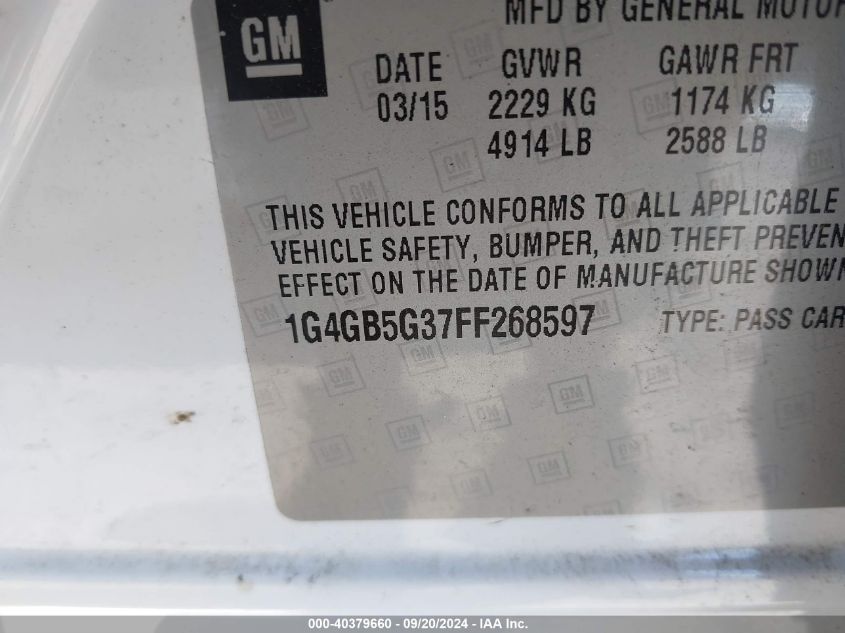 GM
MFD BY GENERAL MOTOR
DATE GVWR GAWR FRT
03/15 2229 KG 1174 KG
4914 LB 2588 LB
THIS VEHICLE CONFORMS TO ALL APPLICABLE
VEHICLE SAFETY, BUMPER, AND THEFT PREVEN
EFFECT ON THE DATE OF MANUFACTURE SHOWN
1G4GB5G37FF268597 TYPE: PASS CAR
000-40379660 - 09/20/2024 - IAA Inc.